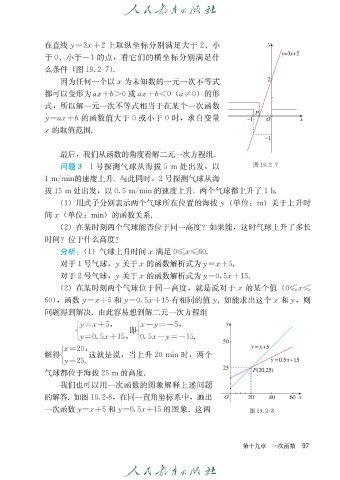 人民教育出版社
在直线 y=3x+2 上取纵坐标分别满足大于 2、小
于 0、小于-1 的点，看它们的横坐标分别满足什
么条件（图 19.2-7）.
因为任何一个以 x 为未知数的一元一次不等式
都可以变形为 ax+b>0 或 ax+b<0（a≠0）的形
式，所以解一元一次不等式相当于在某个一次函数
y=ax+b 的函数值大于 0 或小于 0 时，求自变量
x 的取值范围.
y
y=3x+2
2
P
-1
O
x
-1
图 19.2-7
最后，我们从函数的角度看解二元一次方程组.
问题 3 1 号探测气球从海拔 5 m 处出发，以
1 m/min的速度上升. 与此同时，2 号探测气球从海
拔 15 m 处出发，以 0.5 m/min 的速度上升. 两个气球都上升了 1 h.
（1）用式子分别表示两个气球所在位置的海拔 y（单位：m）关于上升时
间 x（单位：min）的函数关系.
（2）在某时刻两个气球能否位于同一高度？如果能，这时气球上升了多长
时间？位于什么高度？
分析：（1）气球上升时间 x 满足 0≤x≤60.
对于 1 号气球，y 关于 x 的函数解析式为 y=x+5.
对于 2 号气球，y 关于 x 的函数解析式为 y=0.5x+15.
（2）在某时刻两个气球位于同一高度，就是说对于 x 的某个值（0≤x≤
60），函数 y=x+5 和 y=0.5x+15 有相同的值 y. 如能求出这个 x 和 y，则
问题得到解决. 由此容易想到解二元一次方程组
y=x+5，
y=0.5x+15，
即
x-y=-5，
0.5x-y=-15.
解得
x=20，
y=25.
这就是说，当上升 20 min 时，两个
气球都位于海拔 25 m 的高度.
我们也可以用一次函数的图象解释上述问题
的解答. 如图 19.2-8，在同一直角坐标系中，画出
一次函数 y=x+5 和 y=0.5x+15 的图象. 这两
y
50
25
y=x+5
y=0.5x+15
P(20,25)
O 20 40 60 x
图 19.2-8
第十九章 一次函数 97
人民教育出版社